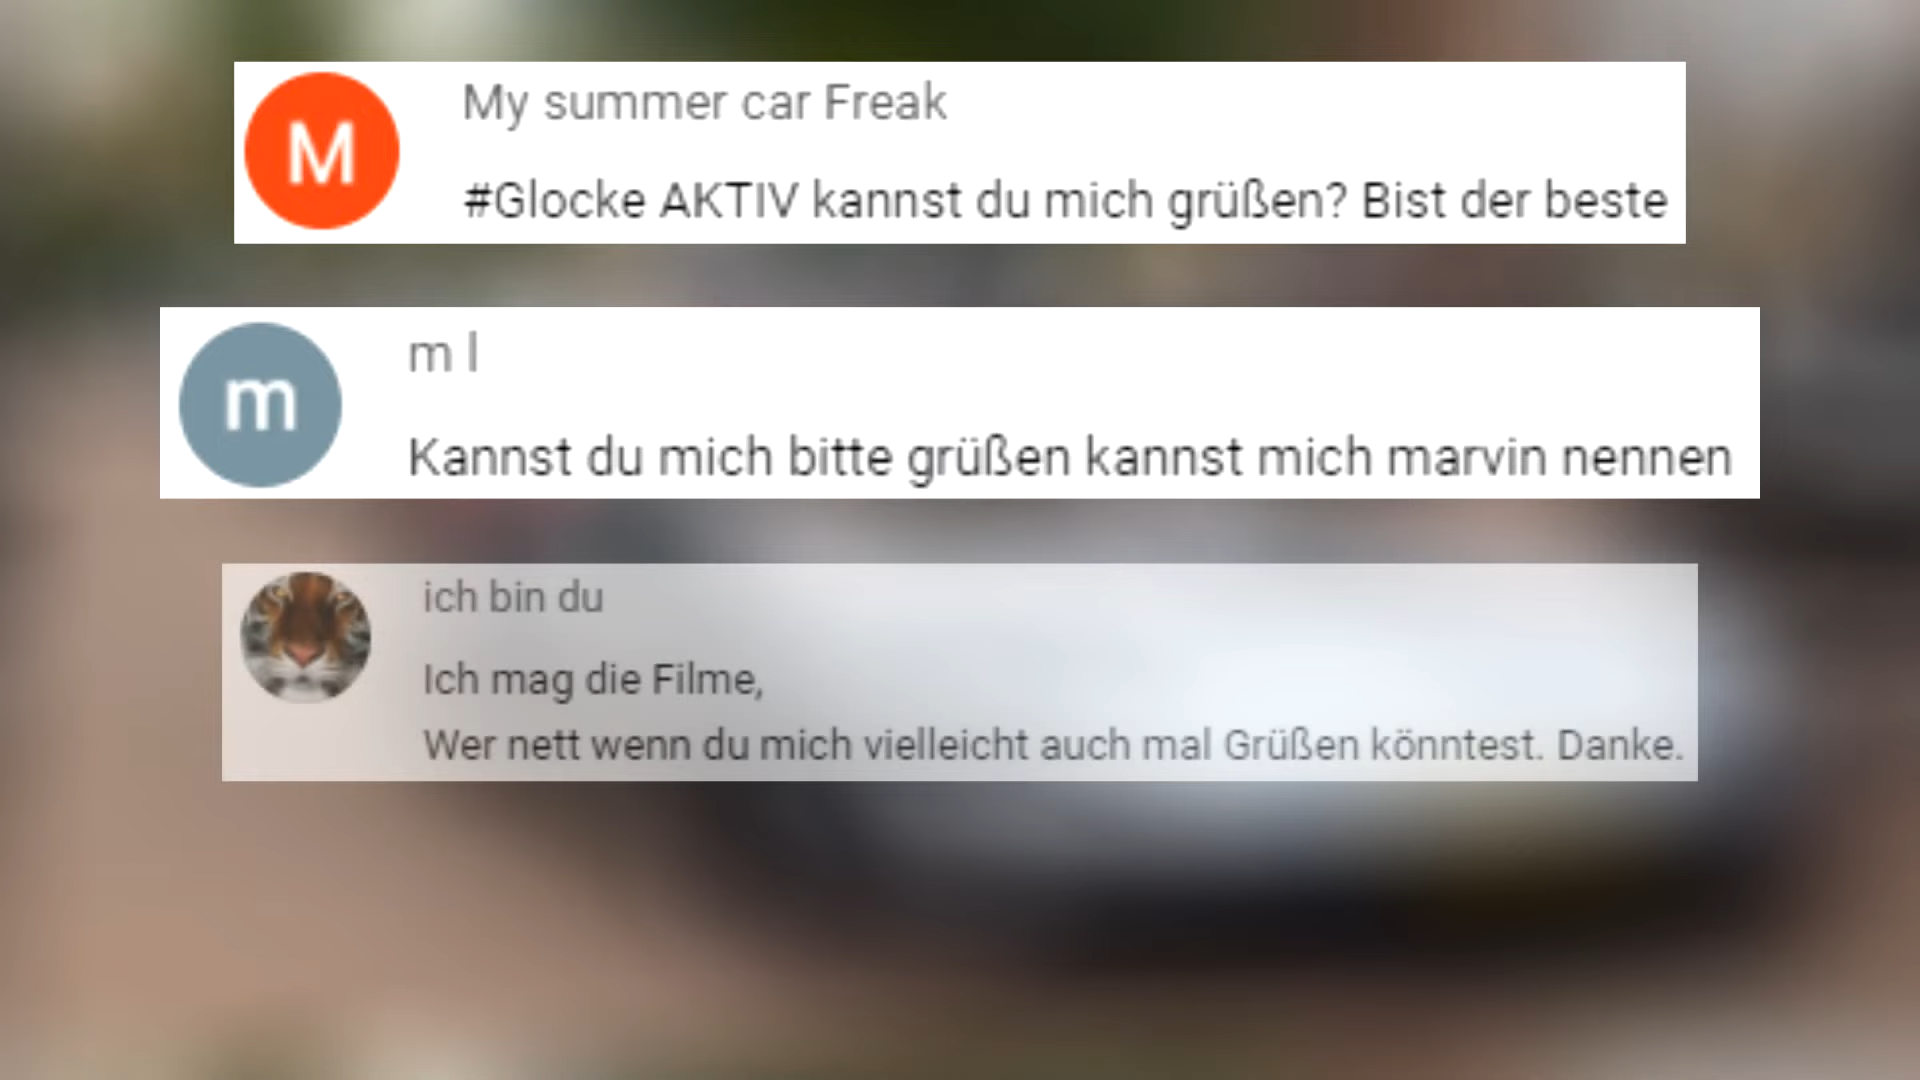 M
My summer car Freak
#Glocke AKTIV kannst du mich grüßen? Bist der beste
m
m l
Kannst du mich bitte grüßen kannst mich marvin nennen
ich bin du
Ich mag die Filme,
Wer nett wenn du mich vielleicht auch mal Grüßen könntest. Danke.